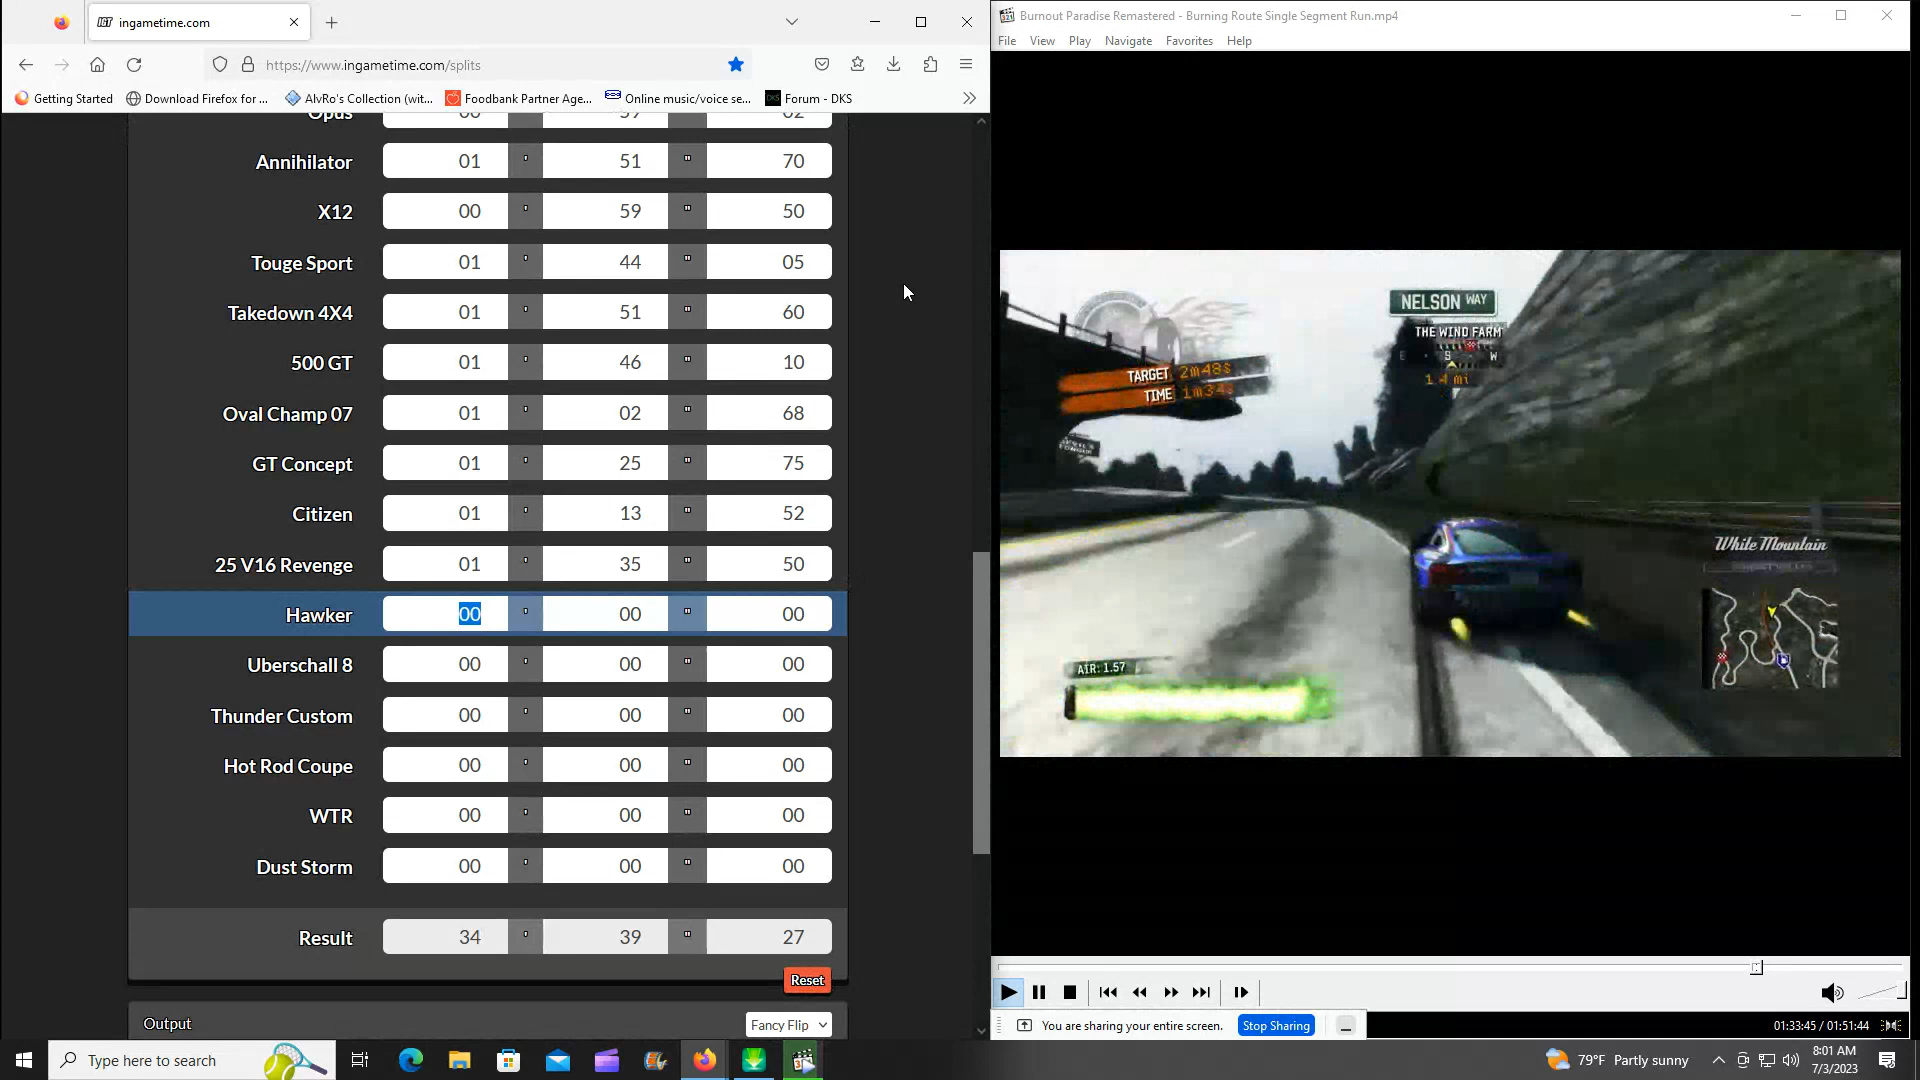 ingametime.com
Burnout Paradise Remastered - Burning Route Single Segment Run.mp4
File View Play Navigate Favorites Help
https://www.ingametime.com/splits
Getting Started
Download Firefox for ...
AlvRo's Collection (wit...
Foodbank Partner Age...
Online music/voice se...
Forum - DKS
Opus 00 59 02
Annihilator 01 ' 51 " 70
X12 00 ' 59 " 50
Touge Sport 01 ' 44 " 05
Takedown 4X4 01 ' 51 " 60
500 GT 01 ' 46 " 10
Oval Champ 07 01 ' 02 " 68
GT Concept 01 ' 25 " 75
Citizen 01 ' 13 " 52
25 V16 Revenge 01 ' 35 " 50
Hawker 00 ' 00 " 00
Uberschall 8 00 ' 00 " 00
Thunder Custom 00 ' 00 " 00
Hot Rod Coupe 00 ' 00 " 00
WTR 00 ' 00 " 00
Dust Storm 00 ' 00 " 00
Result 34 ' 39 " 27
Reset
Output Fancy Flip
NELSON WAY
THE WIND FARM
E S W
1.4 mi
TARGET 2m48s
TIME 1m34s
White Mountain
AIR: 1.57
You are sharing your entire screen.
Stop Sharing
01:33:45 / 01:51:44
Type here to search
79°F Partly sunny
8:01 AM
7/3/2023